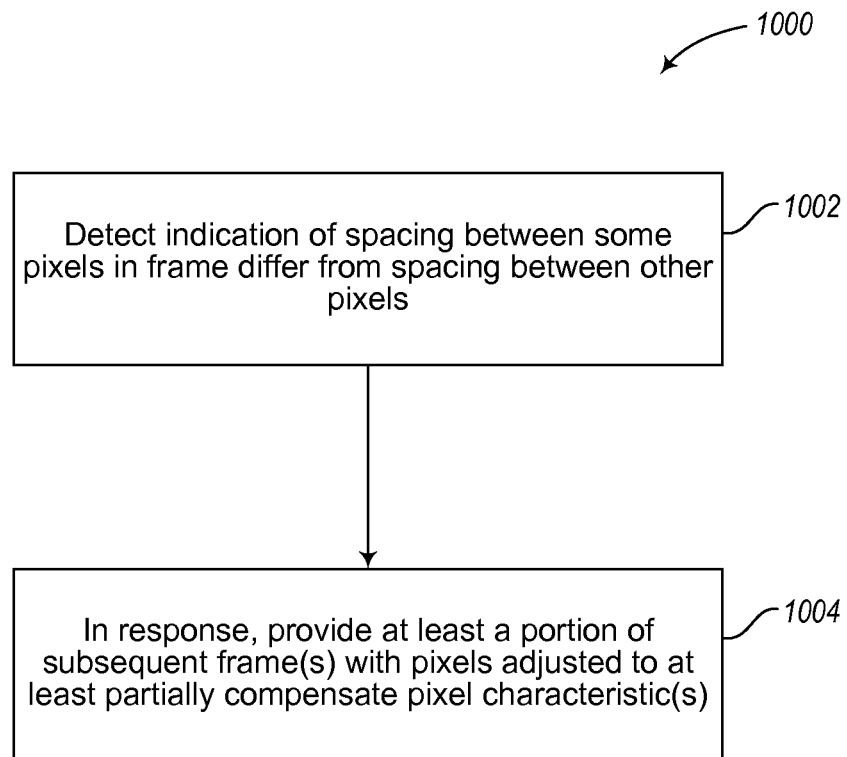 1000
1002
Detect indication of spacing between some
pixels in frame differ from spacing between other
pixels
1004
In response, provide at least a portion of
subsequent frame(s) with pixels adjusted to at
least partially compensate pixel characteristic(s)